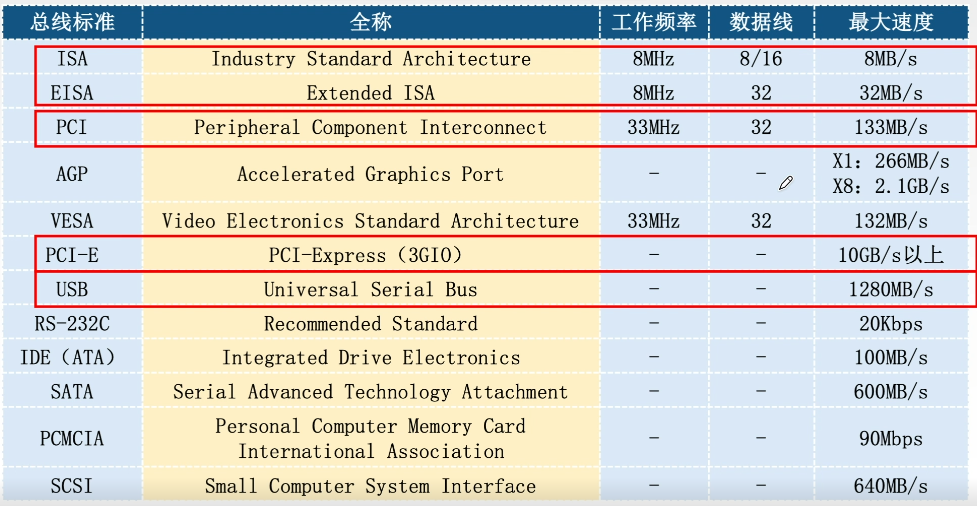 总线标准 全称 工作频率 数据线 最大速度
ISA Industry Standard Architecture 8MHz 8/16 8MB/s
EISA Extended ISA 8MHz 32 32MB/s
PCI Peripheral Component Interconnect 33MHz 32 133MB/s
AGP Accelerated Graphics Port - - X1：266MB/s
X8：2.1GB/s
VESA Video Electronics Standard Architecture 33MHz 32 132MB/s
PCI-E PCI-Express（3GIO） - - 10GB/s以上
USB Universal Serial Bus - - 1280MB/s
RS-232C Recommended Standard - - 20Kbps
IDE（ATA） Integrated Drive Electronics - - 100MB/s
SATA Serial Advanced Technology Attachment - - 600MB/s
PCMCIA Personal Computer Memory Card
International Association - - 90Mbps
SCSI Small Computer System Interface - - 640MB/s